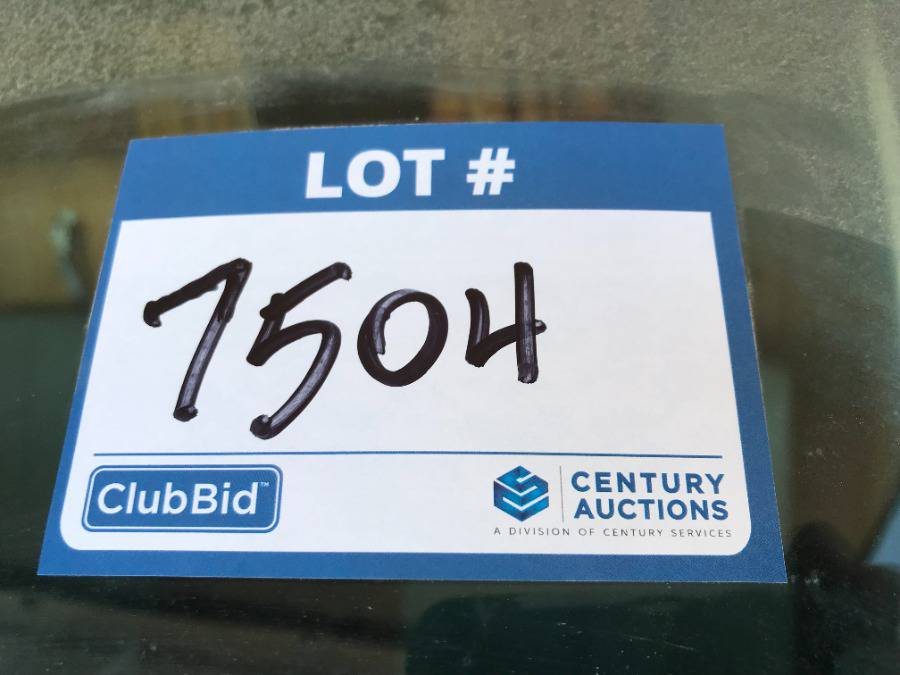 LOT #
7504
ClubBid™
CENTURY
AUCTIONS
A DIVISION OF CENTURY SERVICES